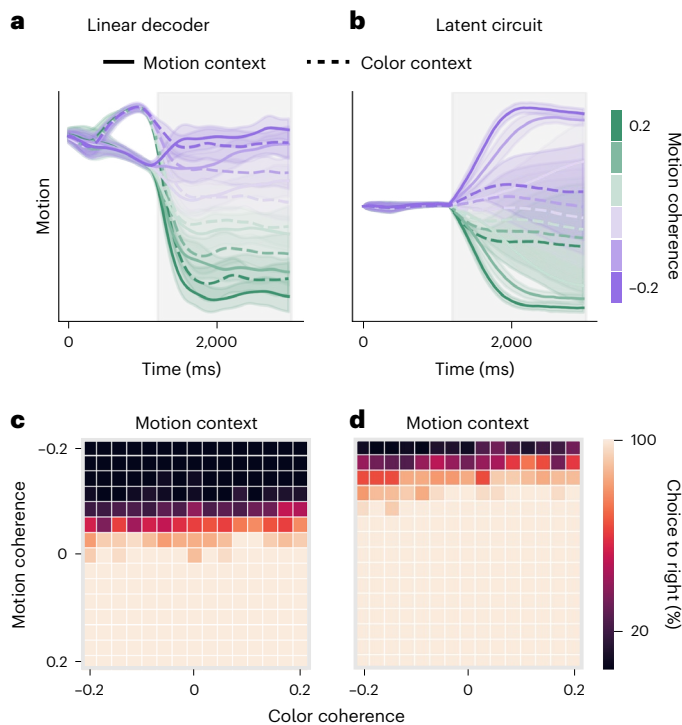 a Linear decoder
b Latent circuit
Motion context Color context
Motion
0 2,000
Time (ms)
0 2,000
Time (ms)
0.2
–0.2
Motion coherence
c Motion context
d Motion context
–0.2
0
0.2
Motion coherence
–0.2 0 0.2
–0.2 0 0.2
Color coherence
100
20
Choice to right (%)